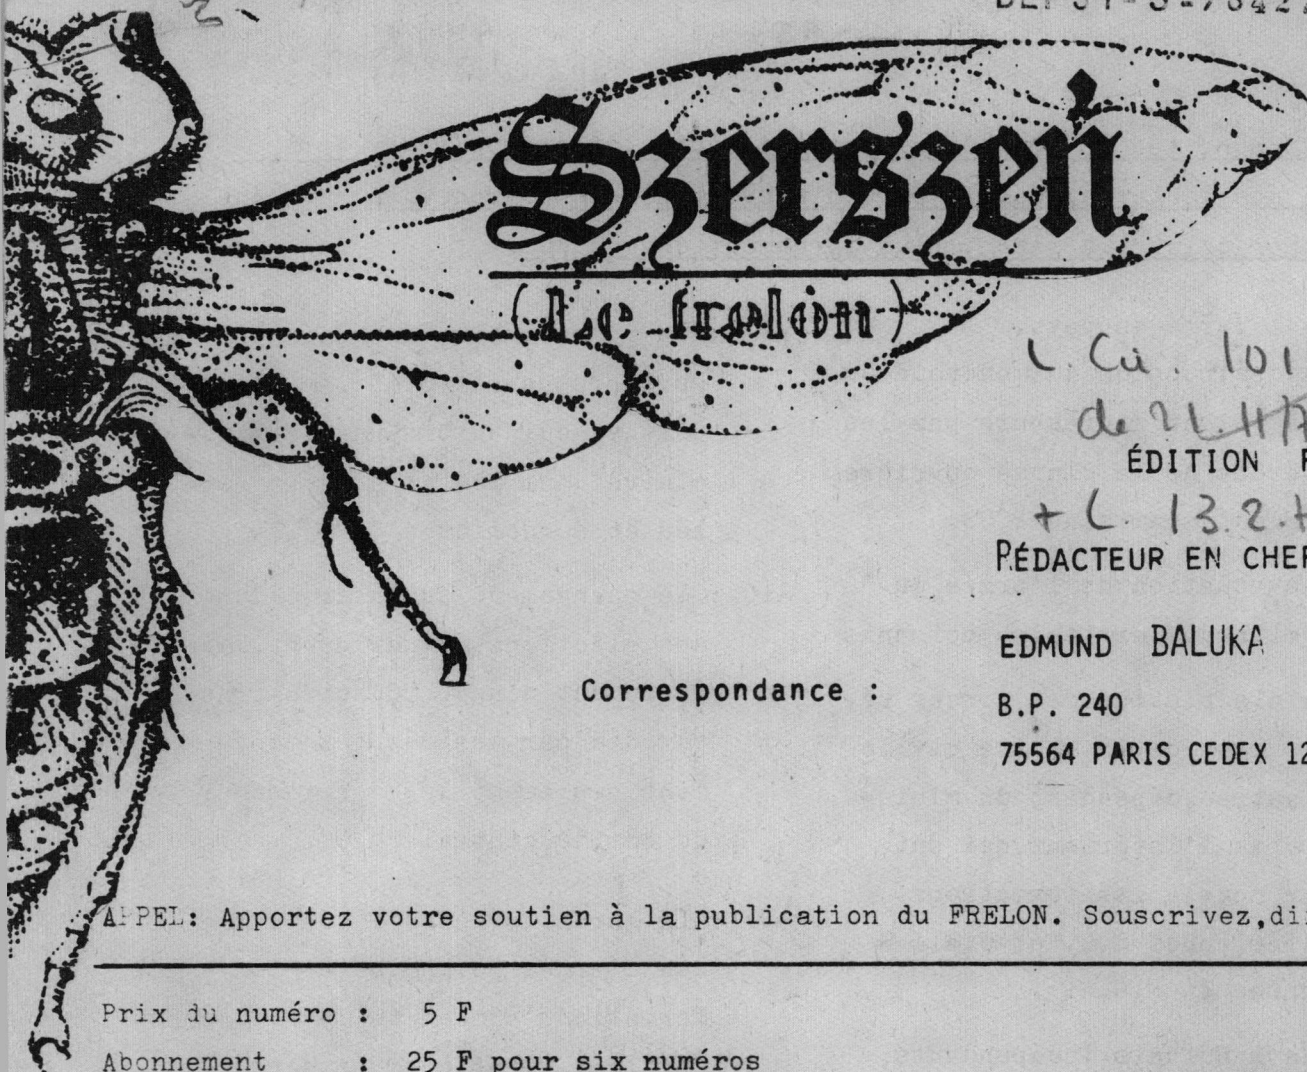 Szerszeń
(Le frelon)
101
ÉDITION
+ C. 13.2.
RÉDACTEUR EN CHEF
EDMUND BALUKA
Correspondance :
B.P. 240
75564 PARIS CEDEX 12
APPEL: Apportez votre soutien à la publication du FRELON. Souscrivez,
Prix du numéro : 5 F
Abonnement : 25 F pour six numéros